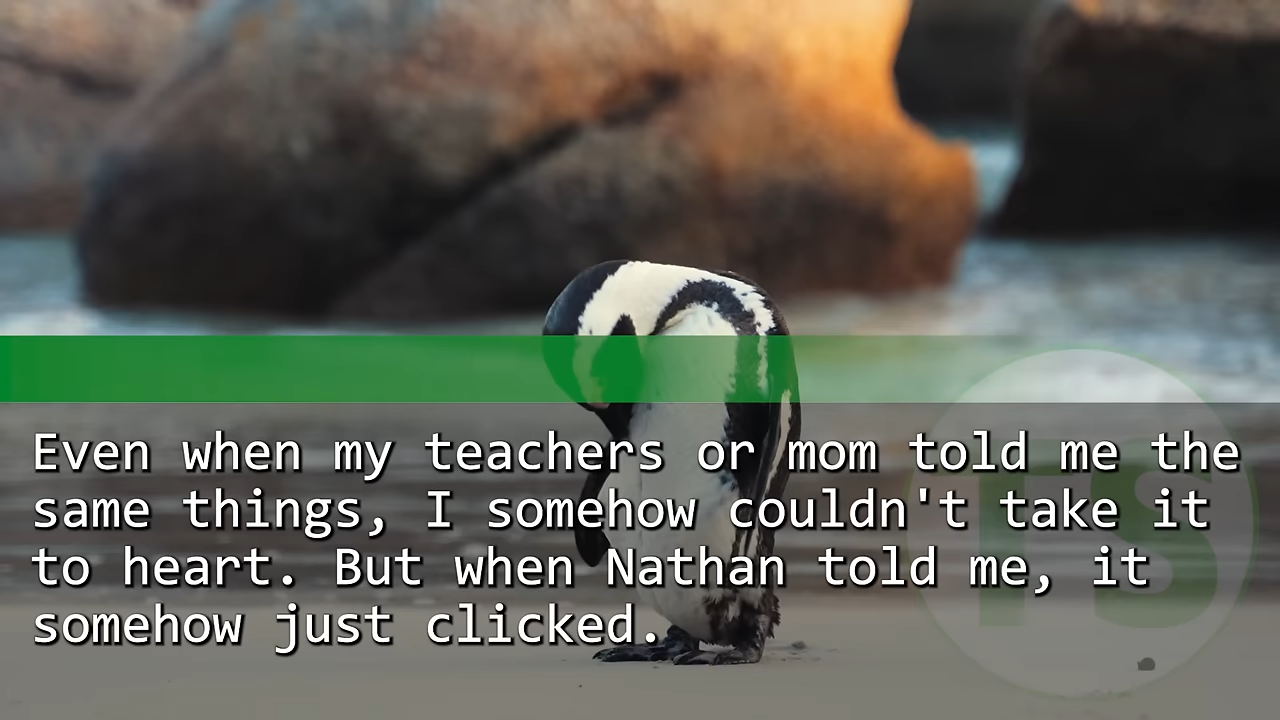 Even when my teachers or mom told me the
same things, I somehow couldn't take it
to heart. But when Nathan told me, it
somehow just clicked.
TS